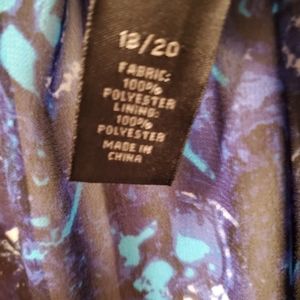 18/20
FABRIC:
100%
POLYESTER
LINING:
100%
POLYESTER
MADE IN
CHINA